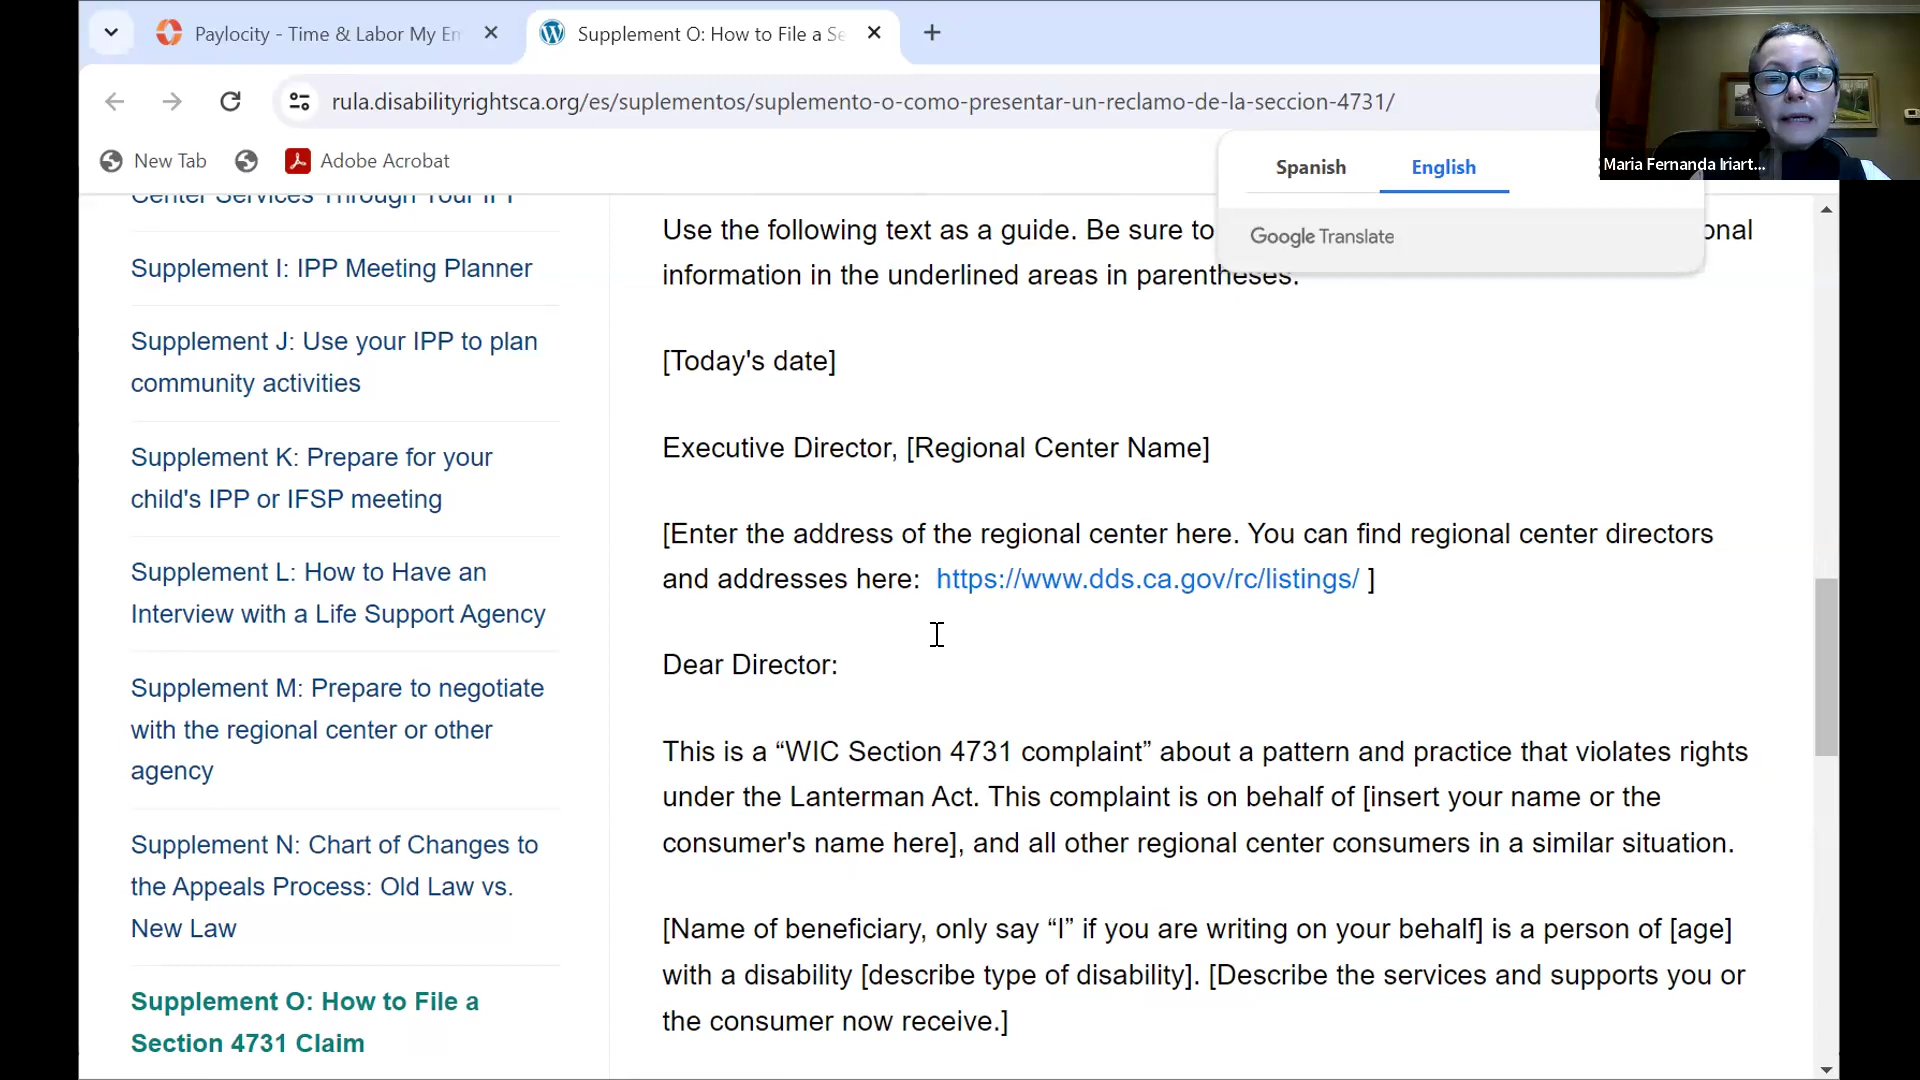 Paylocity - Time & Labor My En
Supplement O: How to File a Se
rula.disabilityrightsca.org/es/suplementos/suplemento-o-como-presentar-un-reclamo-de-la-seccion-4731/
New Tab
Adobe Acrobat
Spanish
English
Google Translate
Maria Fernanda Iriart...
Center Services Through Your IPP
Supplement I: IPP Meeting Planner
Supplement J: Use your IPP to plan
community activities
Supplement K: Prepare for your
child's IPP or IFSP meeting
Supplement L: How to Have an
Interview with a Life Support Agency
Supplement M: Prepare to negotiate
with the regional center or other
agency
Supplement N: Chart of Changes to
the Appeals Process: Old Law vs.
New Law
Supplement O: How to File a
Section 4731 Claim
Use the following text as a guide. Be sure to onal
information in the underlined areas in parentheses.
[Today's date]
Executive Director, [Regional Center Name]
[Enter the address of the regional center here. You can find regional center directors
and addresses here: https://www.dds.ca.gov/rc/listings/ ]
Dear Director:
This is a “WIC Section 4731 complaint” about a pattern and practice that violates rights
under the Lanterman Act. This complaint is on behalf of [insert your name or the
consumer's name here], and all other regional center consumers in a similar situation.
[Name of beneficiary, only say “I” if you are writing on your behalf] is a person of [age]
with a disability [describe type of disability]. [Describe the services and supports you or
the consumer now receive.]